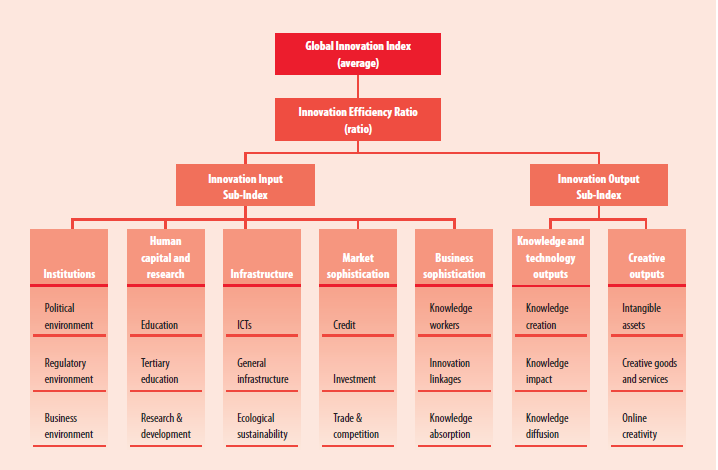 Global Innovation Index
(average)
Innovation Efficiency Ratio
(ratio)
Innovation Input
Sub-Index
Innovation Output
Sub-Index
Institutions
Human
capital and
research
Infrastructure
Market
sophistication
Business
sophistication
Knowledge and
technology
outputs
Creative
outputs
Political
environment
Education
ICTs
Credit
Knowledge
workers
Knowledge
creation
Intangible
assets
Regulatory
environment
Tertiary
education
General
infrastructure
Investment
Innovation
linkages
Knowledge
impact
Creative goods
and services
Business
environment
Research &
development
Ecological
sustainability
Trade &
competition
Knowledge
absorption
Knowledge
diffusion
Online
creativity